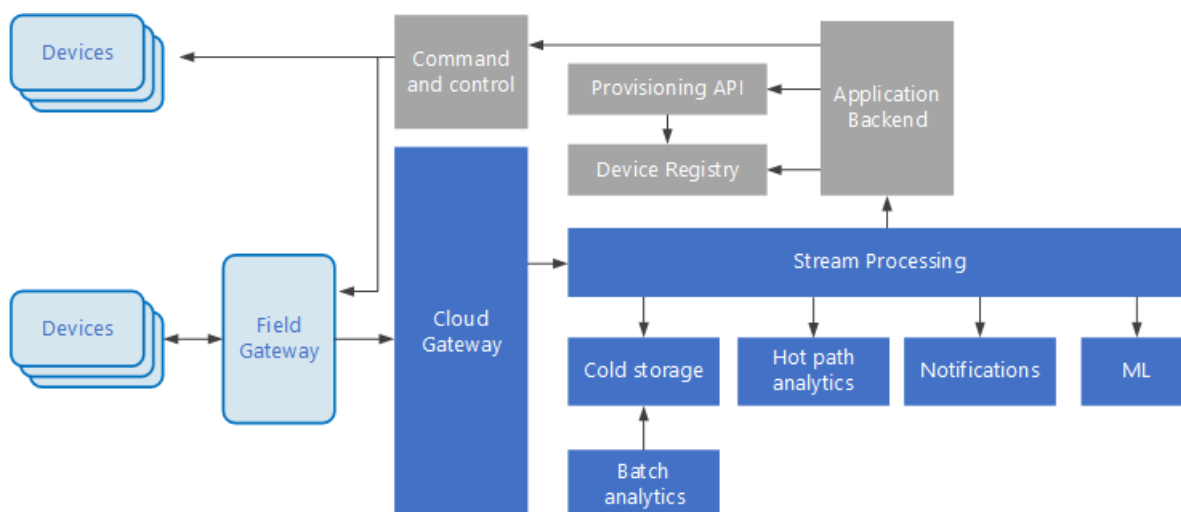 Devices
Command
and control
Provisioning API
Application
Backend
Device Registry
Stream Processing
Devices
Field
Gateway
Cloud
Gateway
Cold storage
Hot path
analytics
Notifications
ML
Batch
analytics